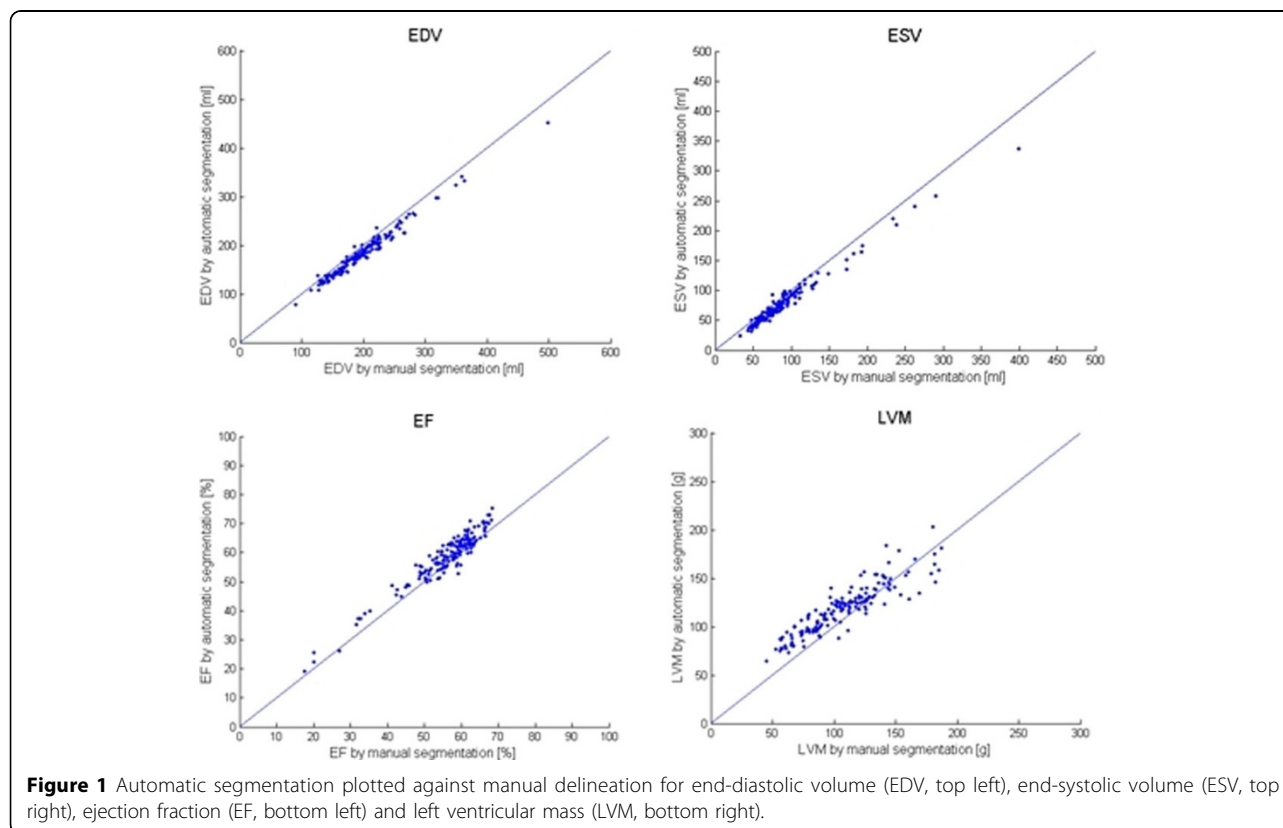 EDV
600
500
400
300
200
100
0
EDV by automatic segmentation [ml]
0 100 200 300 400 500 600
EDV by manual segmentation [ml]
ESV
500
450
400
350
300
250
200
150
100
50
0
ESV by automatic segmentation [ml]
0 50 100 150 200 250 300 350 400 450 500
ESV by manual segmentation [ml]
EF
100
90
80
70
60
50
40
30
20
10
0
EF by automatic segmentation [%]
0 10 20 30 40 50 60 70 80 90 100
EF by manual segmentation [%]
LVM
300
250
200
150
100
50
0
LVM by automatic segmentation [g]
0 50 100 150 200 250 300
LVM by manual segmentation [g]
Figure 1 Automatic segmentation plotted against manual delineation for end-diastolic volume (EDV, top left), end-systolic volume (ESV, top
right), ejection fraction (EF, bottom left) and left ventricular mass (LVM, bottom right).